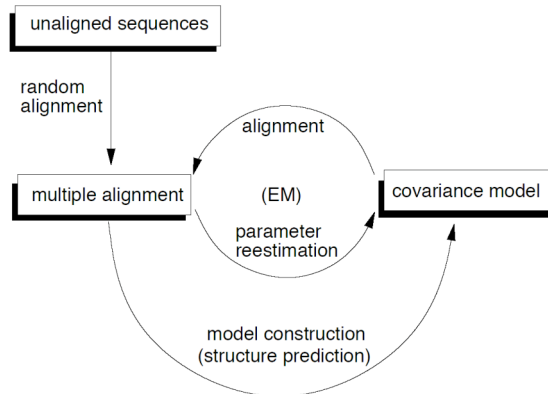 unaligned sequences
random
alignment
alignment
multiple alignment
(EM)
covariance model
parameter
reestimation
model construction
(structure prediction)